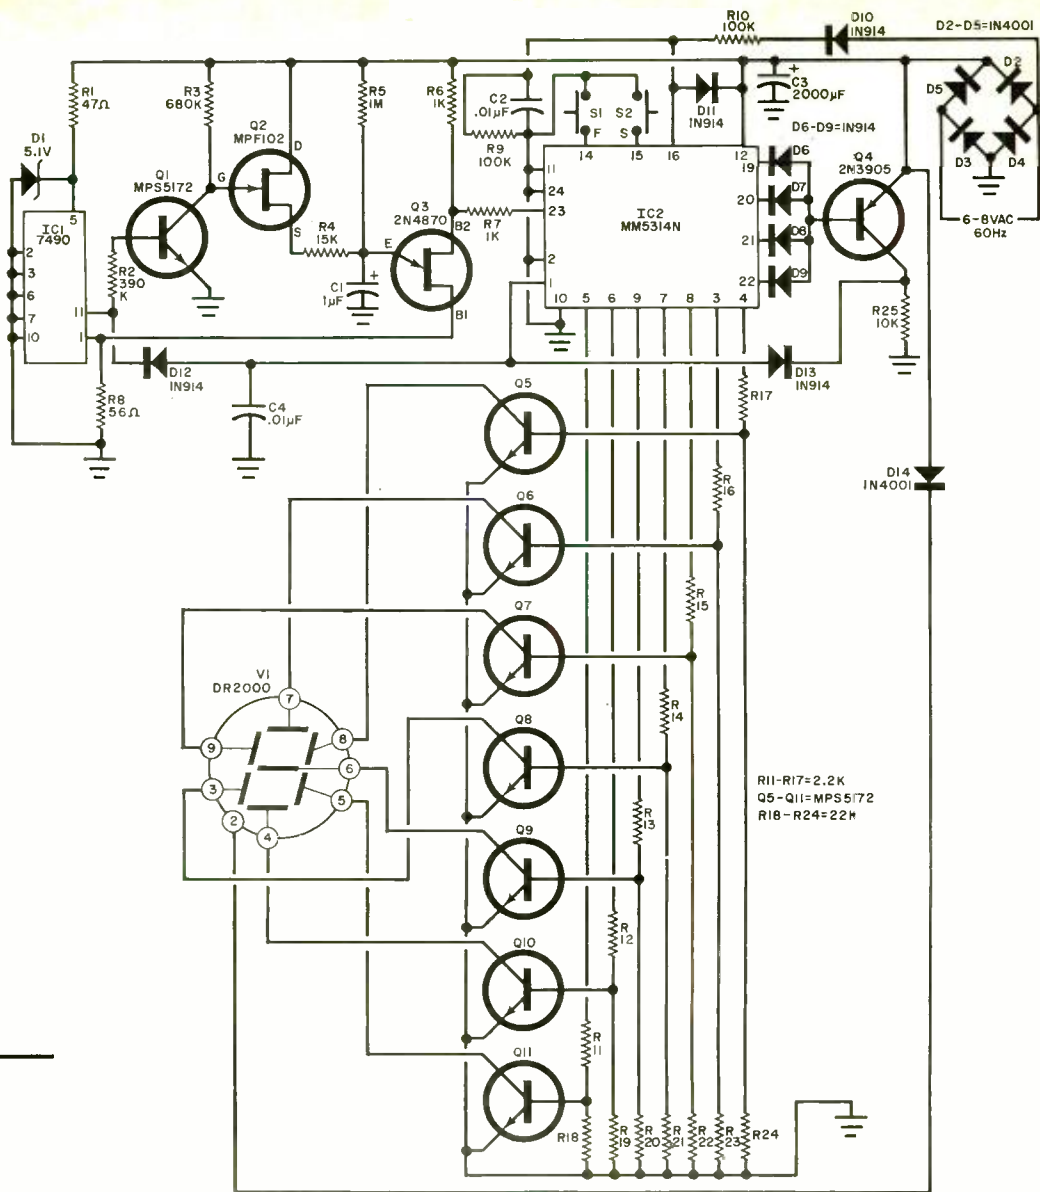 R10
100K
D10
1N914
D2-D5=1N4001
R1
47Ω
R3
680K
Q2
MPF102
R5
1M
R6
1K
C2
.01µF
S1
S2
F
S
D11
1N914
+
C3
2000µF
D5
D2
D3
D4
D1
5.1V
D
G
S
Q1
MPS5172
R9
100K
14
15
16
12
D6-D9=1N914
D6
D7
D8
D9
19
20
21
22
Q4
2N3905
6-8VAC
60Hz
IC1
7490
5
2
3
6
7
10
11
1
R2
390
K
R4
15K
Q3
2N4870
E
B2
B1
+
C1
1µF
R7
1K
11
24
23
2
1
IC2
MM5314N
10
5
6
9
7
8
3
4
R25
10K
R8
56Ω
D12
1N914
C4
.01µF
D13
1N914
R17
Q5
R
16
D14
1N4001
Q6
R
15
Q7
V1
DR2000
7
8
9
6
3
5
2
4
R
14
Q8
R11-R17=2.2K
Q5-Q11=MPS5172
R18-R24=22K
R
13
Q9
R
12
Q10
R
11
Q11
R18
R
19
R
20
R
21
R
22
R
23
R24